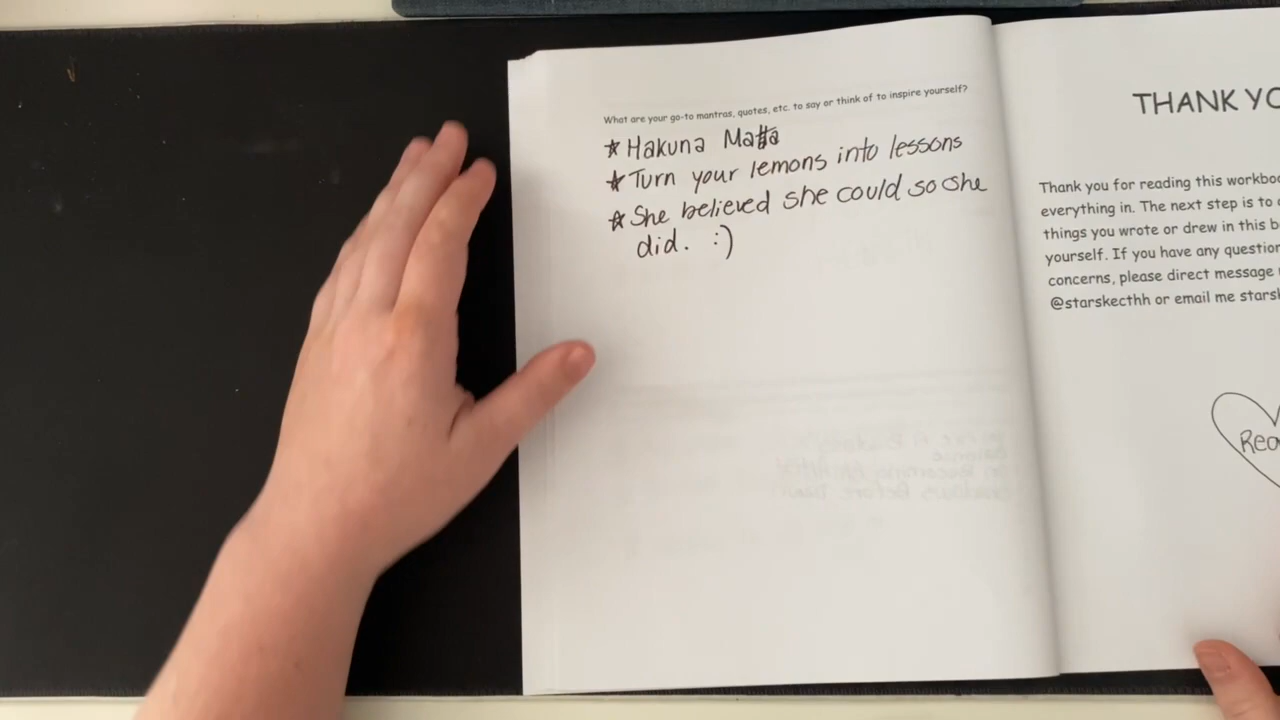 What are your go-to mantras, quotes, etc. to say or think of to inspire yourself?
★ Hakuna Matta
★ Turn your lemons into lessons
★ She believed she could so she
did. :)
THANK YO
Thank you for reading this workboo
everything in. The next step is to
things you wrote or drew in this b
yourself. If you have any question
concerns, please direct message
@starskecthh or email me starsk
Rea